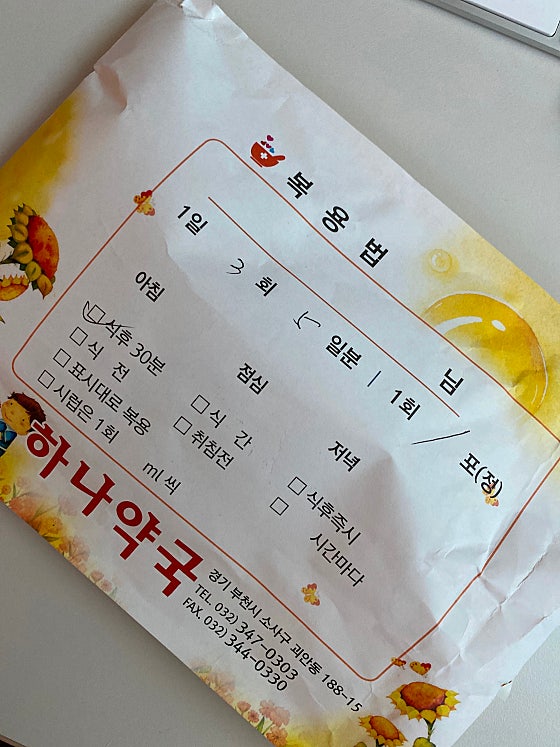 복용법
님
1일 3 회 5 일분 | 1회 / 포(정)
아침 점심 저녁
☑ 식후 30분 □ 식 간 □ 식후즉시
□ 식 전 □ 취침전 □ 시간마다
□ 표시대로 복용
□ 시럽은 1회 ml 씩
하나약국
경기 부천시 소사구 괴안동 188-15
TEL. 032) 347-0303
FAX. 032) 344-0330